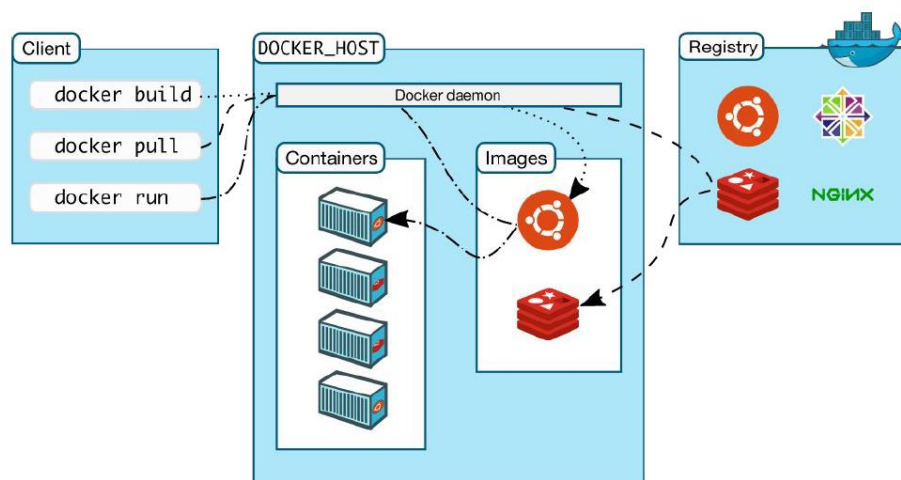 Client
docker build
docker pull
docker run
DOCKER_HOST
Docker daemon
Containers
Images
Registry
NGINX